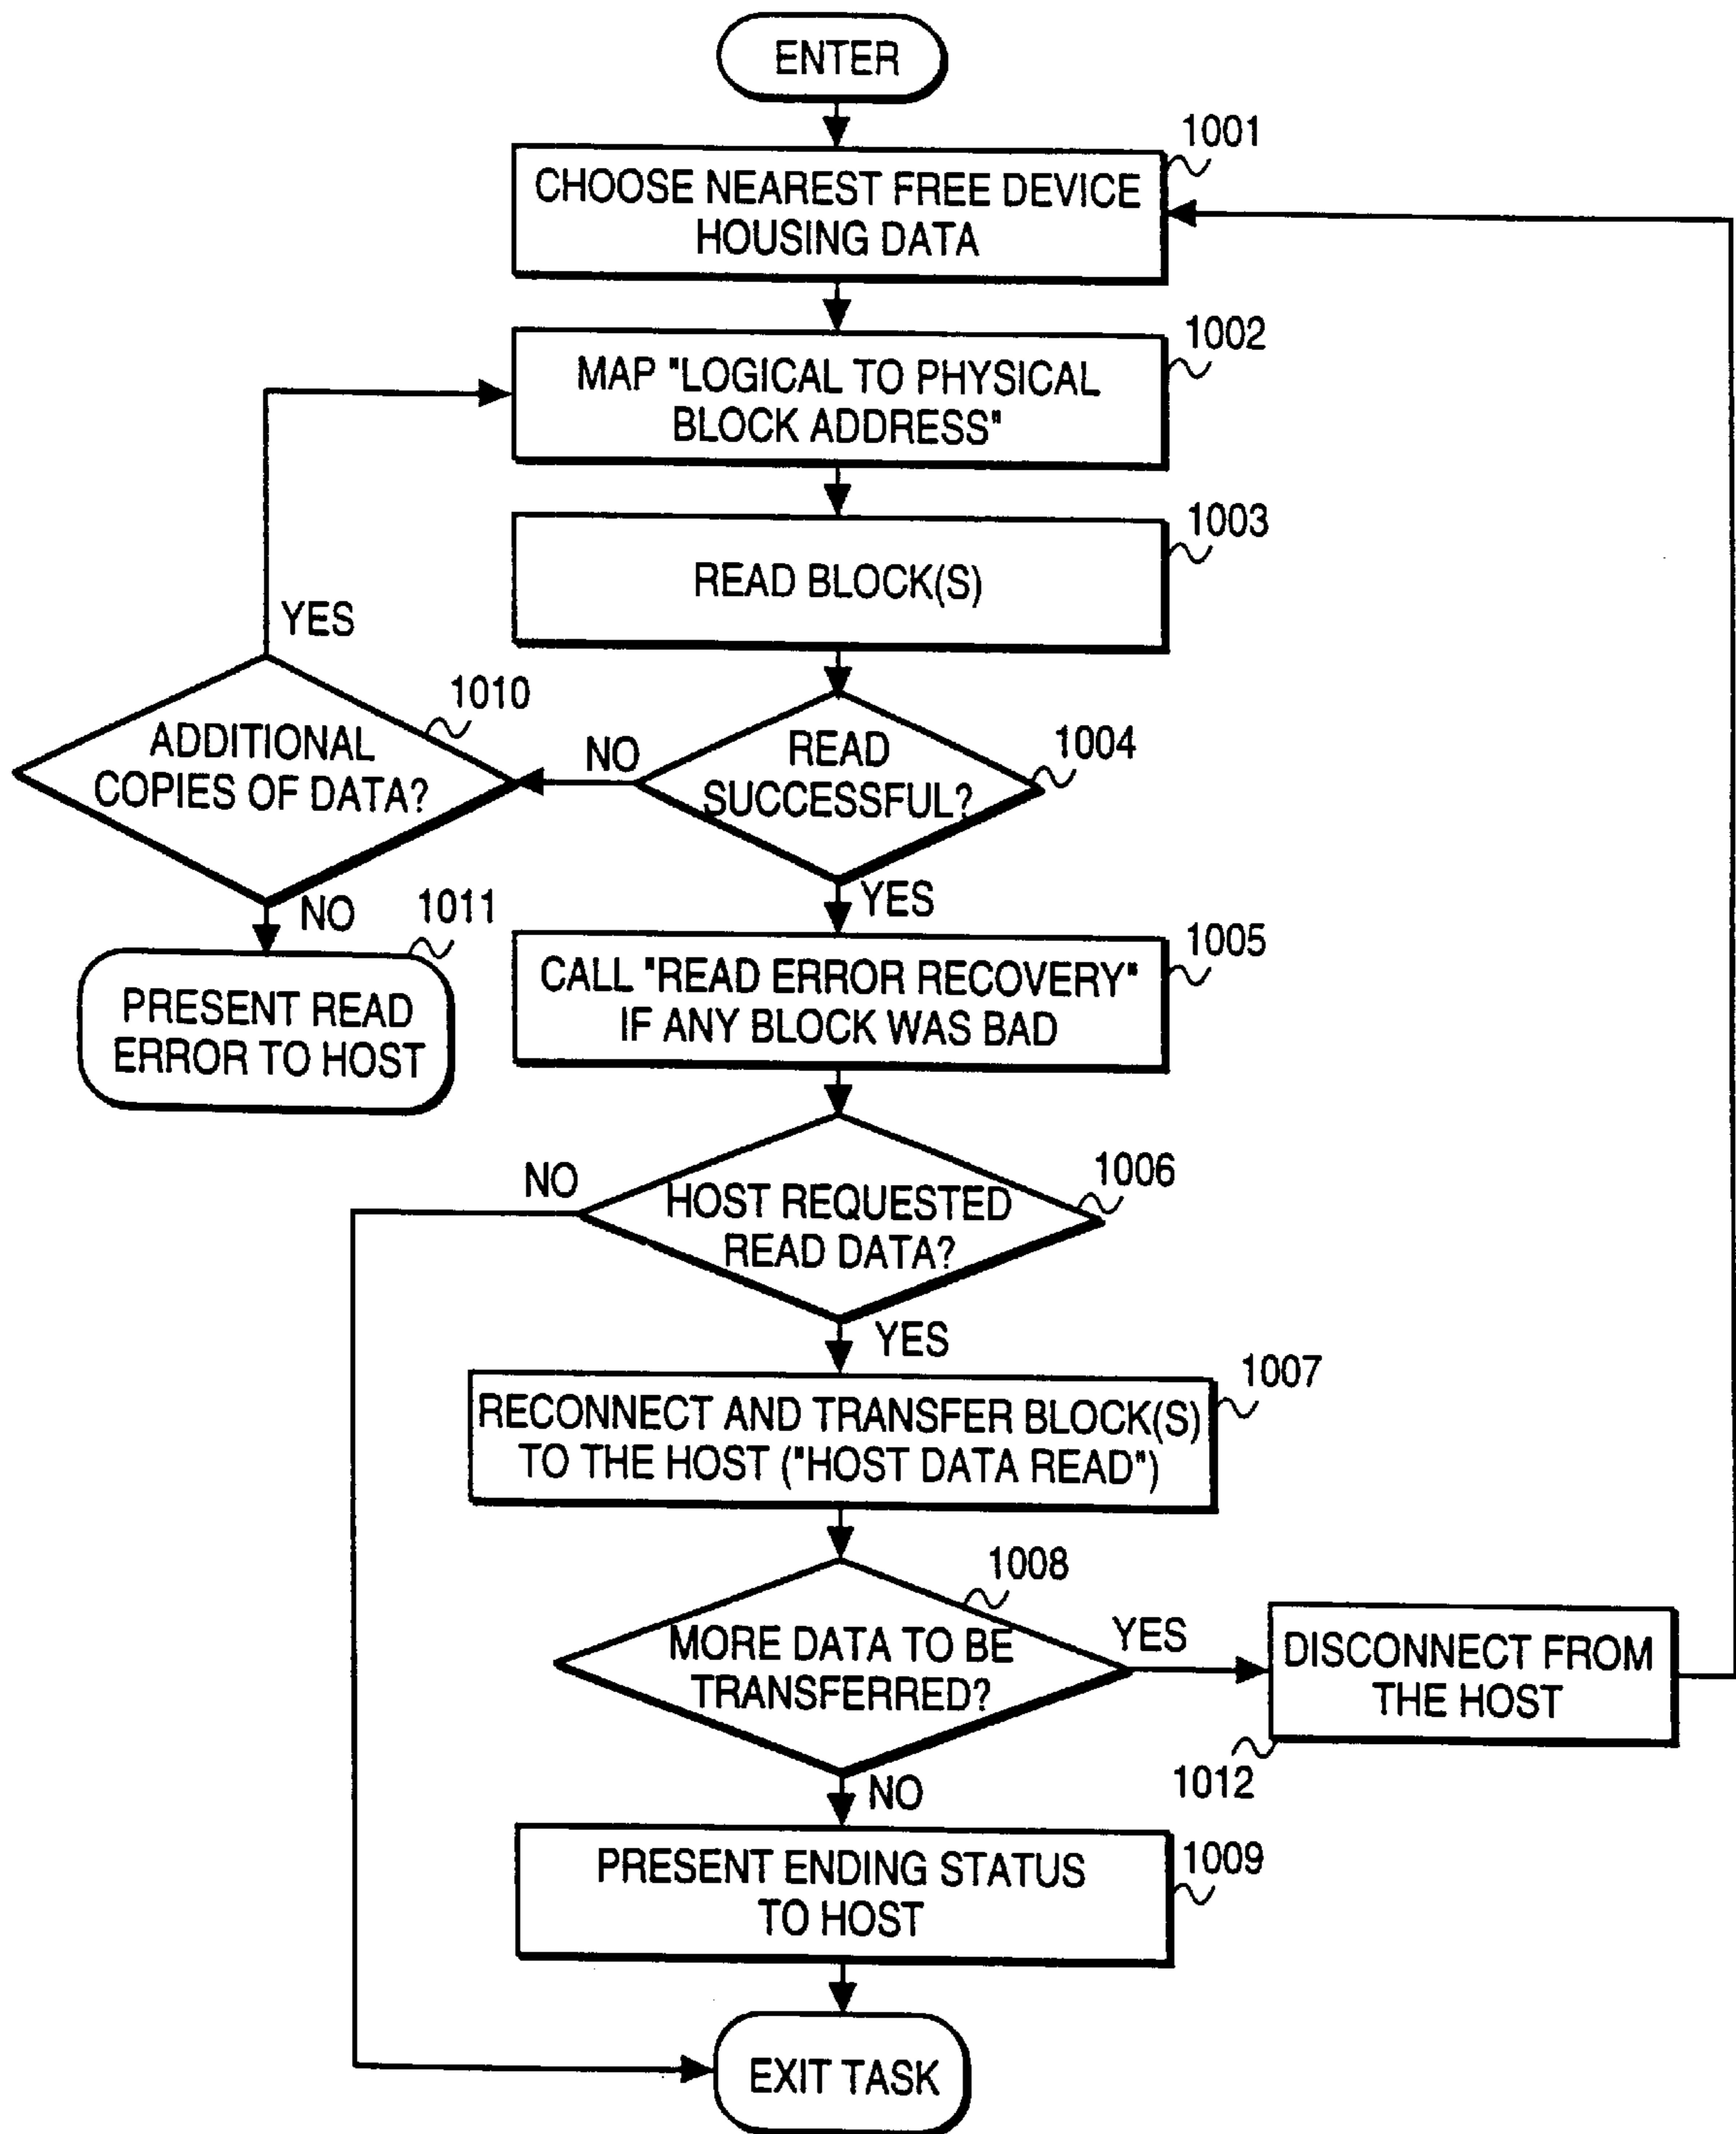 ENTER
1001
CHOOSE NEAREST FREE DEVICE
HOUSING DATA
1002
MAP "LOGICAL TO PHYSICAL
BLOCK ADDRESS"
1003
READ BLOCK(S)
YES
1010
ADDITIONAL
COPIES OF DATA?
NO
READ
SUCCESSFUL?
1004
NO
1011
PRESENT READ
ERROR TO HOST
YES
1005
CALL "READ ERROR RECOVERY"
IF ANY BLOCK WAS BAD
NO
1006
HOST REQUESTED
READ DATA?
YES
1007
RECONNECT AND TRANSFER BLOCK(S)
TO THE HOST ("HOST DATA READ")
1008
MORE DATA TO BE
TRANSFERRED?
YES
DISCONNECT FROM
THE HOST
1012
NO
1009
PRESENT ENDING STATUS
TO HOST
EXIT TASK